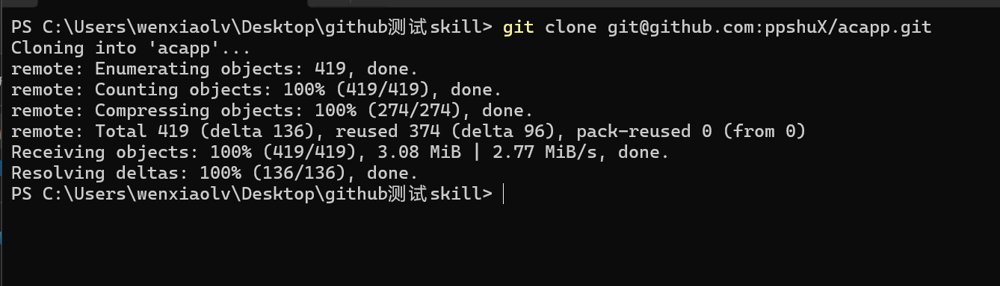 PS C:\Users\wenxiaolv\Desktop\github测试skill> git clone git@github.com:ppshuX/acapp.git
Cloning into 'acapp'...
remote: Enumerating objects: 419, done.
remote: Counting objects: 100% (419/419), done.
remote: Compressing objects: 100% (274/274), done.
remote: Total 419 (delta 136), reused 374 (delta 96), pack-reused 0 (from 0)
Receiving objects: 100% (419/419), 3.08 MiB | 2.77 MiB/s, done.
Resolving deltas: 100% (136/136), done.
PS C:\Users\wenxiaolv\Desktop\github测试skill>